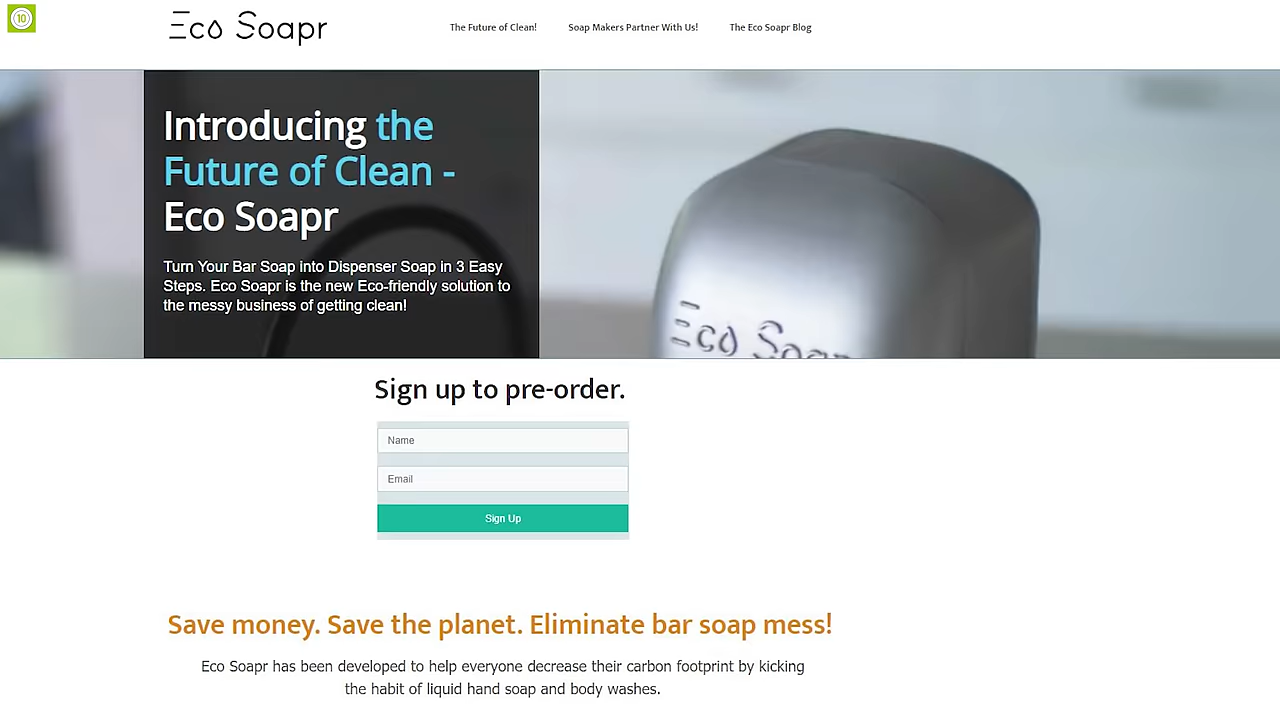 10
Eco Soapr
The Future of Clean!
Soap Makers Partner With Us!
The Eco Soapr Blog
Introducing the
Future of Clean -
Eco Soapr
Turn Your Bar Soap into Dispenser Soap in 3 Easy
Steps. Eco Soapr is the new Eco-friendly solution to
the messy business of getting clean!
Eco Soapr
Sign up to pre-order.
Name
Email
Sign Up
Save money. Save the planet. Eliminate bar soap mess!
Eco Soapr has been developed to help everyone decrease their carbon footprint by kicking
the habit of liquid hand soap and body washes.